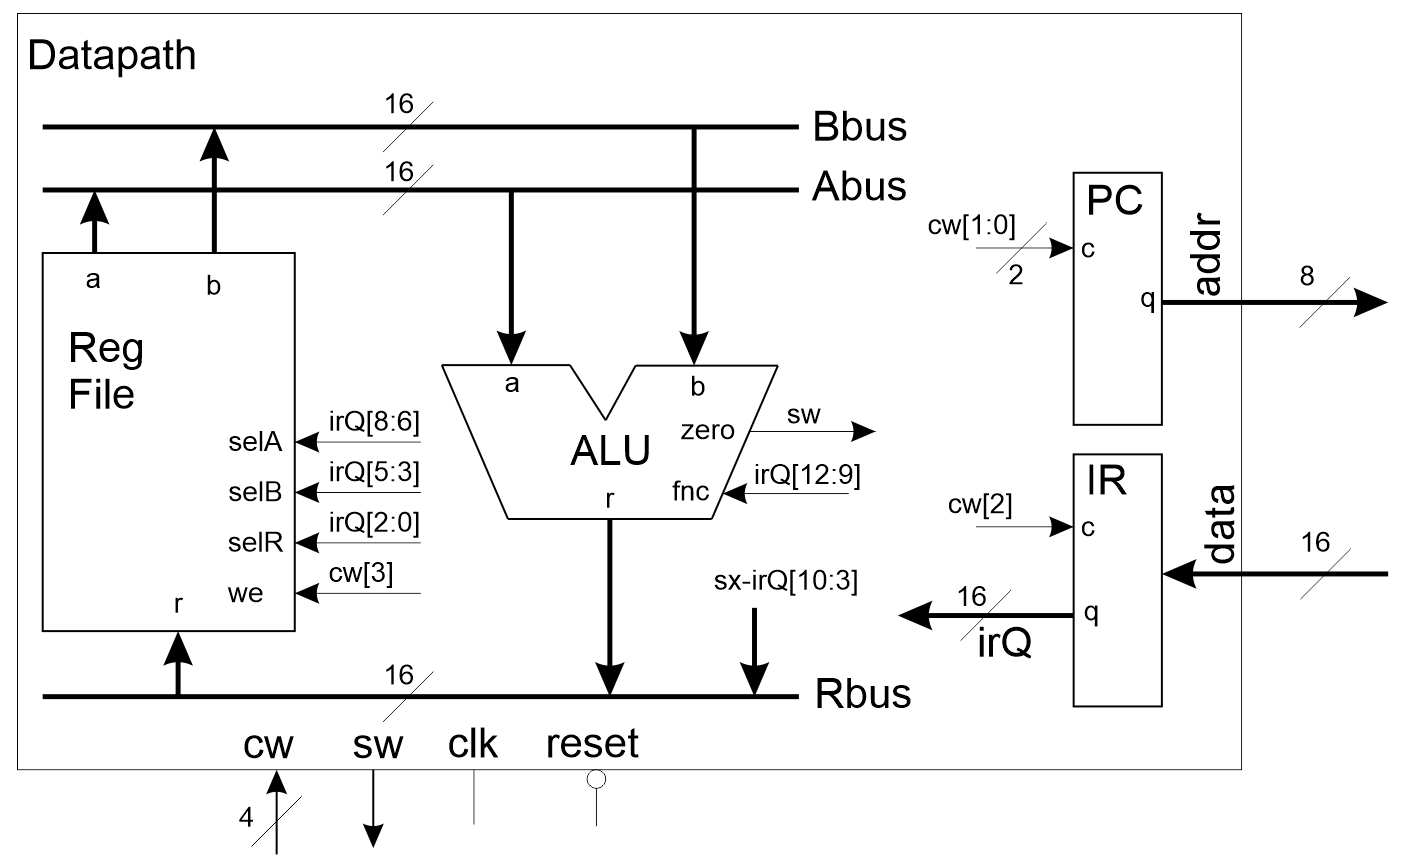 Datapath
16
Bbus
16
Abus
PC
cw[1:0]
2
c
q
addr
8
a
b
Reg
File
selA
irQ[8:6]
selB
irQ[5:3]
selR
irQ[2:0]
we
cw[3]
r
a
b
zero
sw
ALU
fnc
irQ[12:9]
r
sx-irQ[10:3]
IR
cw[2]
c
data
16
q
16
irQ
16
Rbus
cw
sw
clk
reset
4